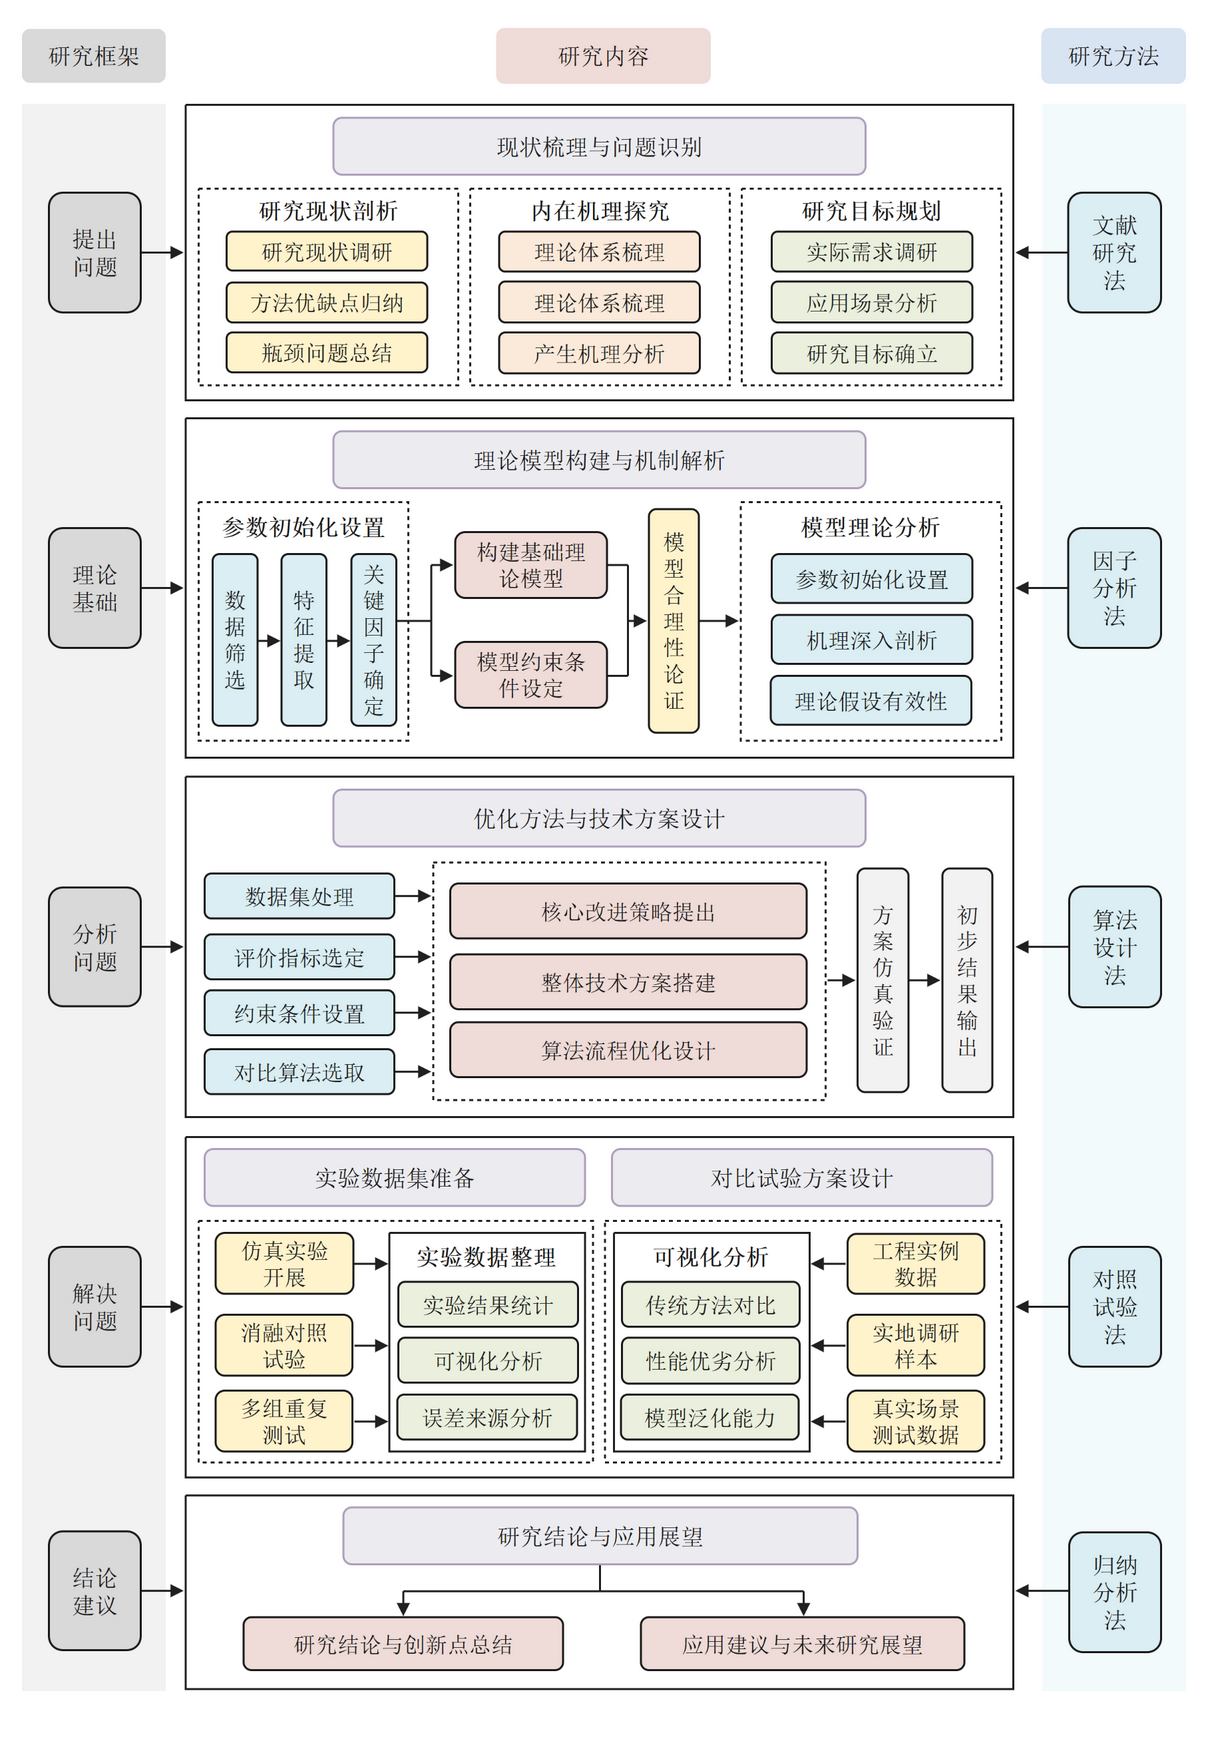 研究框架
研究内容
研究方法
提出
问题
现状梳理与问题识别
研究现状剖析
研究现状调研
方法优缺点归纳
瓶颈问题总结
内在机理探究
理论体系梳理
理论体系梳理
产生机理分析
研究目标规划
实际需求调研
应用场景分析
研究目标确立
文献
研究
法
理论
基础
理论模型构建与机制解析
参数初始化设置
数据筛选
特征提取
关键因子确定
构建基础理
论模型
模型约束条
件设定
模型合理性论证
模型理论分析
参数初始化设置
机理深入剖析
理论假设有效性
因子
分析
法
分析
问题
优化方法与技术方案设计
数据集处理
评价指标选定
约束条件设置
对比算法选取
核心改进策略提出
整体技术方案搭建
算法流程优化设计
方案仿真验证
初步结果输出
算法
设计
法
解决
问题
实验数据集准备
仿真实验
开展
消融对照
试验
多组重复
测试
实验数据整理
实验结果统计
可视化分析
误差来源分析
对比试验方案设计
可视化分析
传统方法对比
性能优劣分析
模型泛化能力
工程实例
数据
实地调研
样本
真实场景
测试数据
对照
试验
法
结论
建议
研究结论与应用展望
研究结论与创新点总结
应用建议与未来研究展望
归纳
分析
法